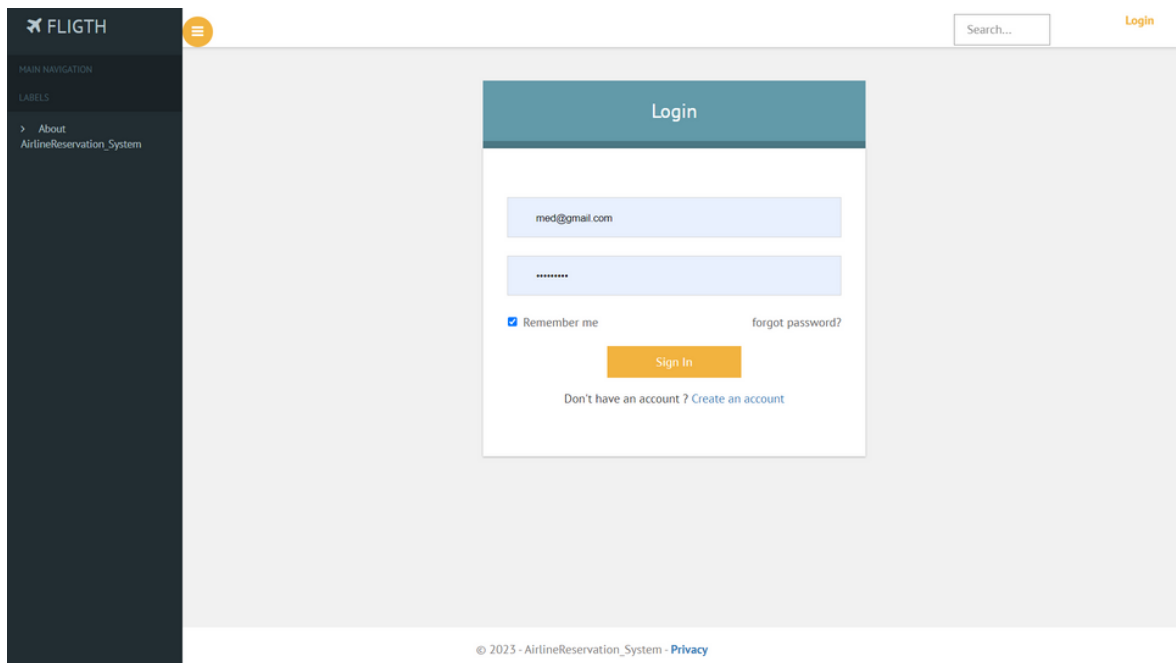 FLIGTH
Search...
Login
MAIN NAVIGATION
LABELS
> About
AirlineReservation_System
Login
med@gmail.com
•••••••••
Remember me
forgot password?
Sign In
Don't have an account ? Create an account
© 2023 - AirlineReservation_System - Privacy